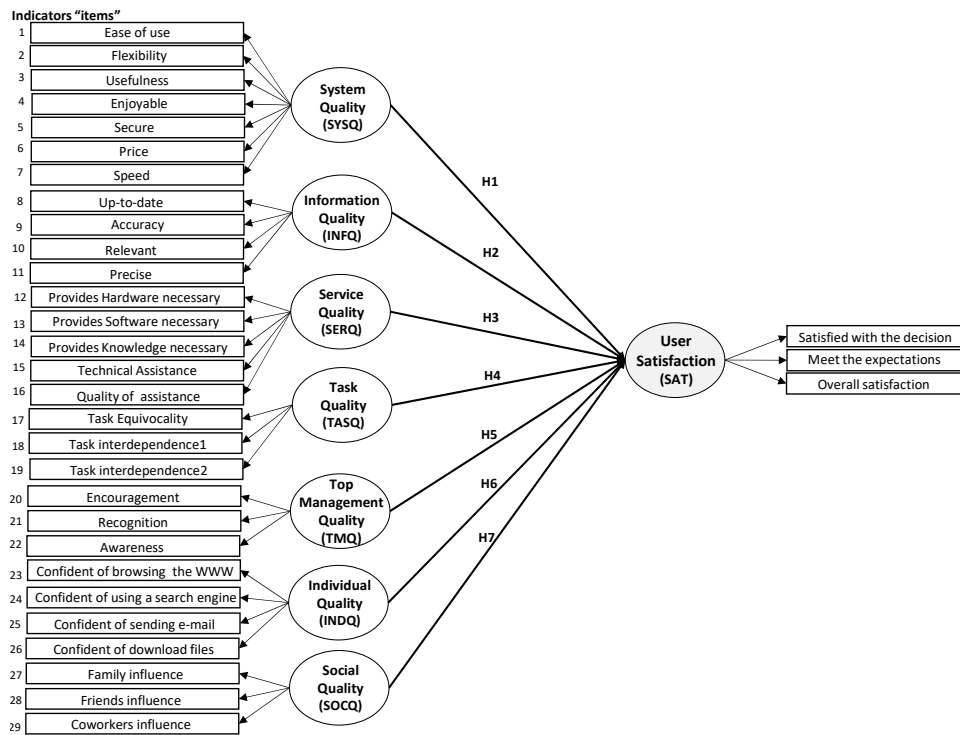 Indicators "items"
1 Ease of use
2 Flexibility
3 Usefulness
4 Enjoyable
5 Secure
6 Price
7 Speed
8 Up-to-date
9 Accuracy
10 Relevant
11 Precise
12 Provides Hardware necessary
13 Provides Software necessary
14 Provides Knowledge necessary
15 Technical Assistance
16 Quality of assistance
17 Task Equivocality
18 Task interdependence1
19 Task interdependence2
20 Encouragement
21 Recognition
22 Awareness
23 Confident of browsing the WWW
24 Confident of using a search engine
25 Confident of sending e-mail
26 Confident of download files
27 Family influence
28 Friends influence
29 Coworkers influence
System
Quality
(SYSQ)
Information
Quality
(INFQ)
Service
Quality
(SERQ)
Task
Quality
(TASQ)
Top
Management
Quality
(TMQ)
Individual
Quality
(INDQ)
Social
Quality
(SOCQ)
H1
H2
H3
H4
H5
H6
H7
User
Satisfaction
(SAT)
Satisfied with the decision
Meet the expectations
Overall satisfaction